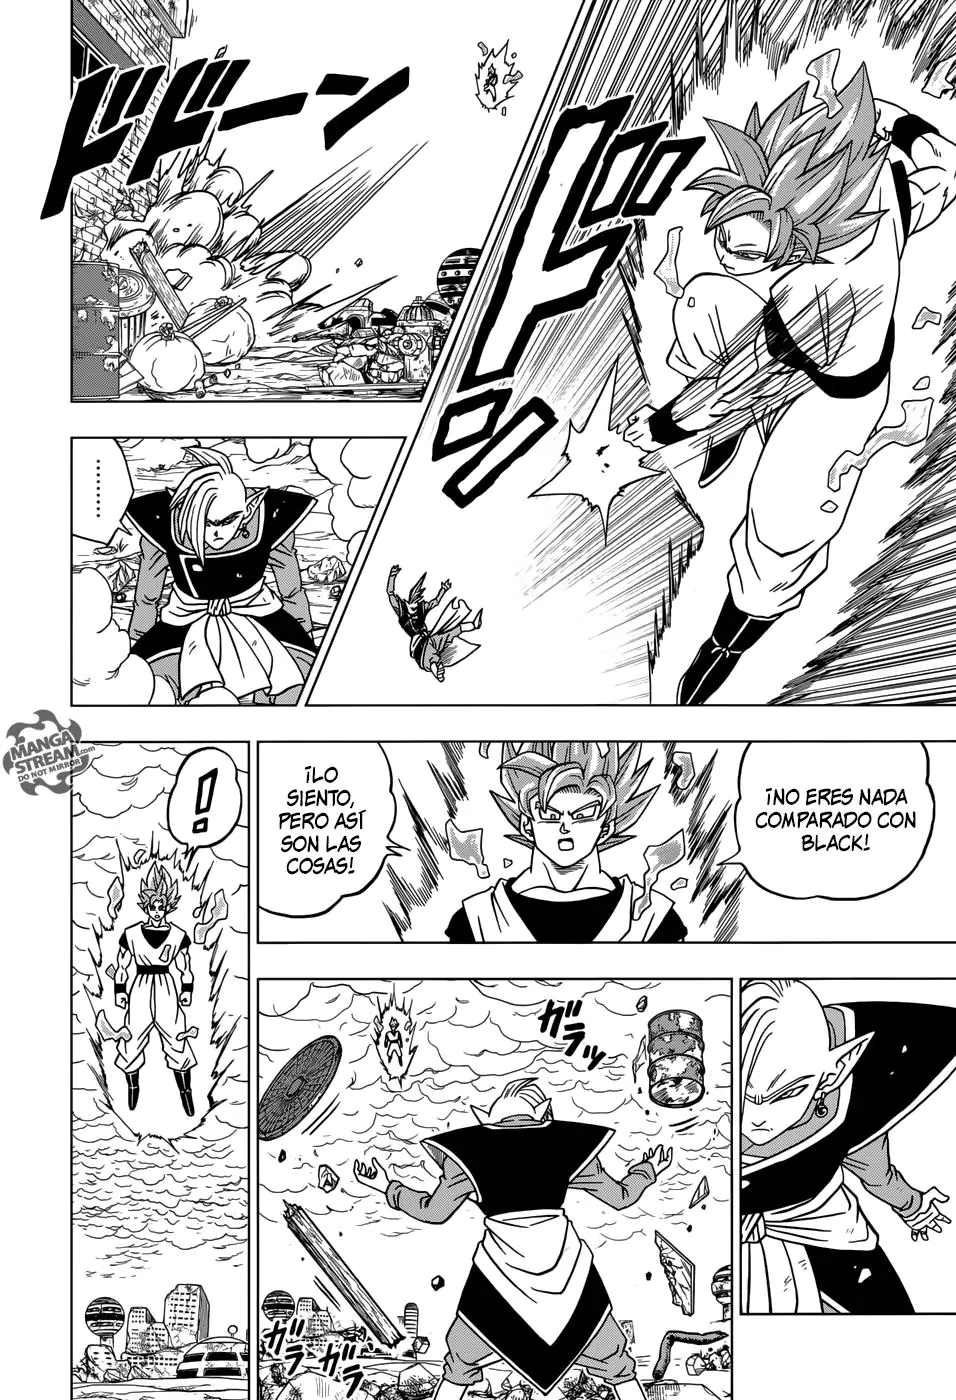 ドゴッ!!
ドドーン
………
¡NO ERES NADA
COMPARADO CON
BLACK!
¡LO
SIENTO,
PERO ASÍ
SON LAS
COSAS!
!
ガラッ
ガラ
ガラ
MANGA
STREAM.com
DO NOT MIRROR